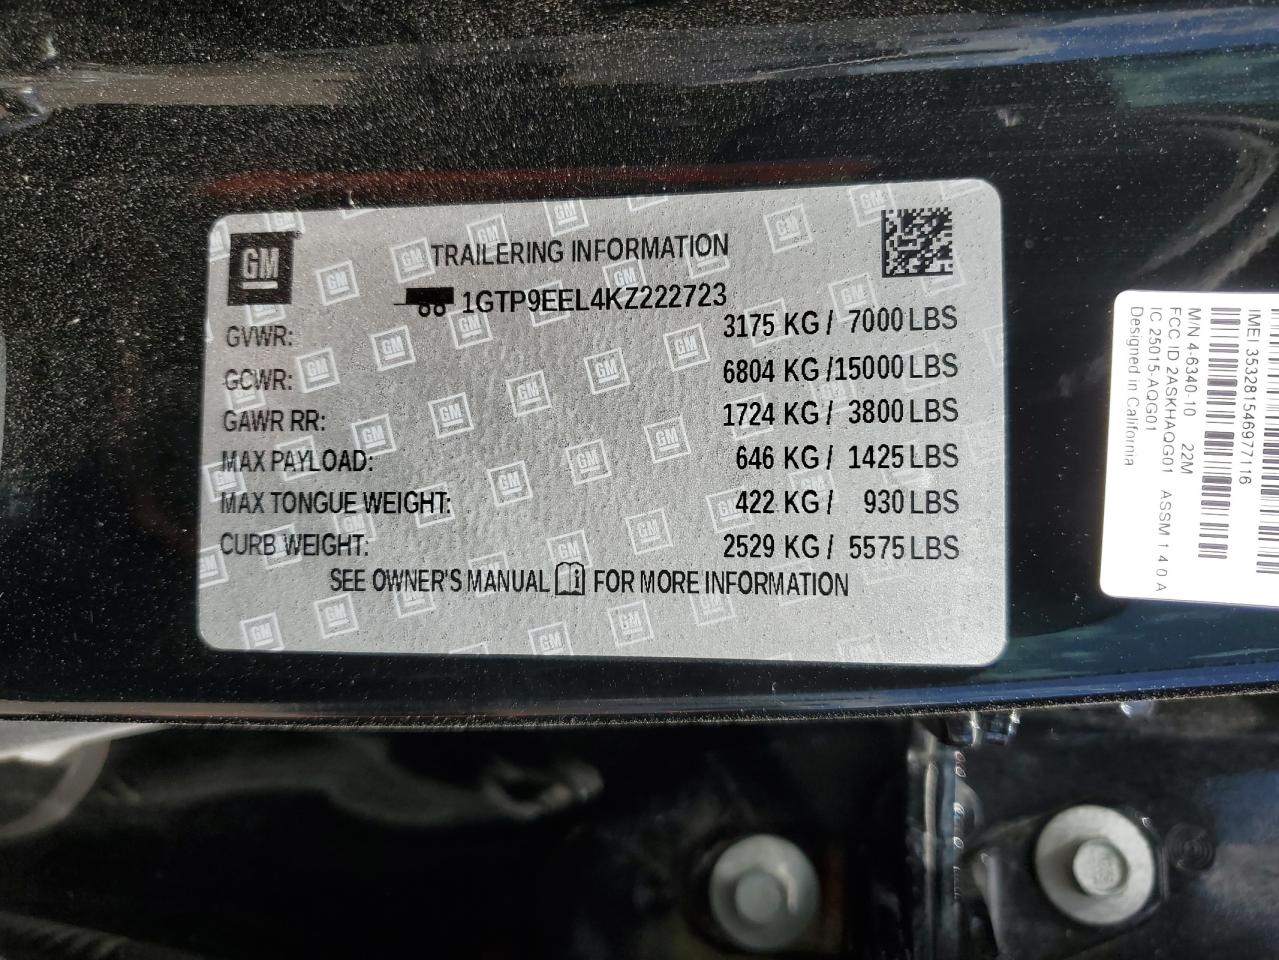 GM
TRAILERING INFORMATION
1GTP9EEL4KZ222723
GVWR: 3175 KG / 7000 LBS
GCWR: 6804 KG / 15000 LBS
GAWR RR: 1724 KG / 3800 LBS
MAX PAYLOAD: 646 KG / 1425 LBS
MAX TONGUE WEIGHT: 422 KG / 930 LBS
CURB WEIGHT: 2529 KG / 5575 LBS
SEE OWNER'S MANUAL i FOR MORE INFORMATION
IMEI 353281546977116
M/N 4-6340-10 22M
FCC ID 2ASKHAQG01 ASSM 1 4 0 A
IC 25015-AQG01
Designed in California